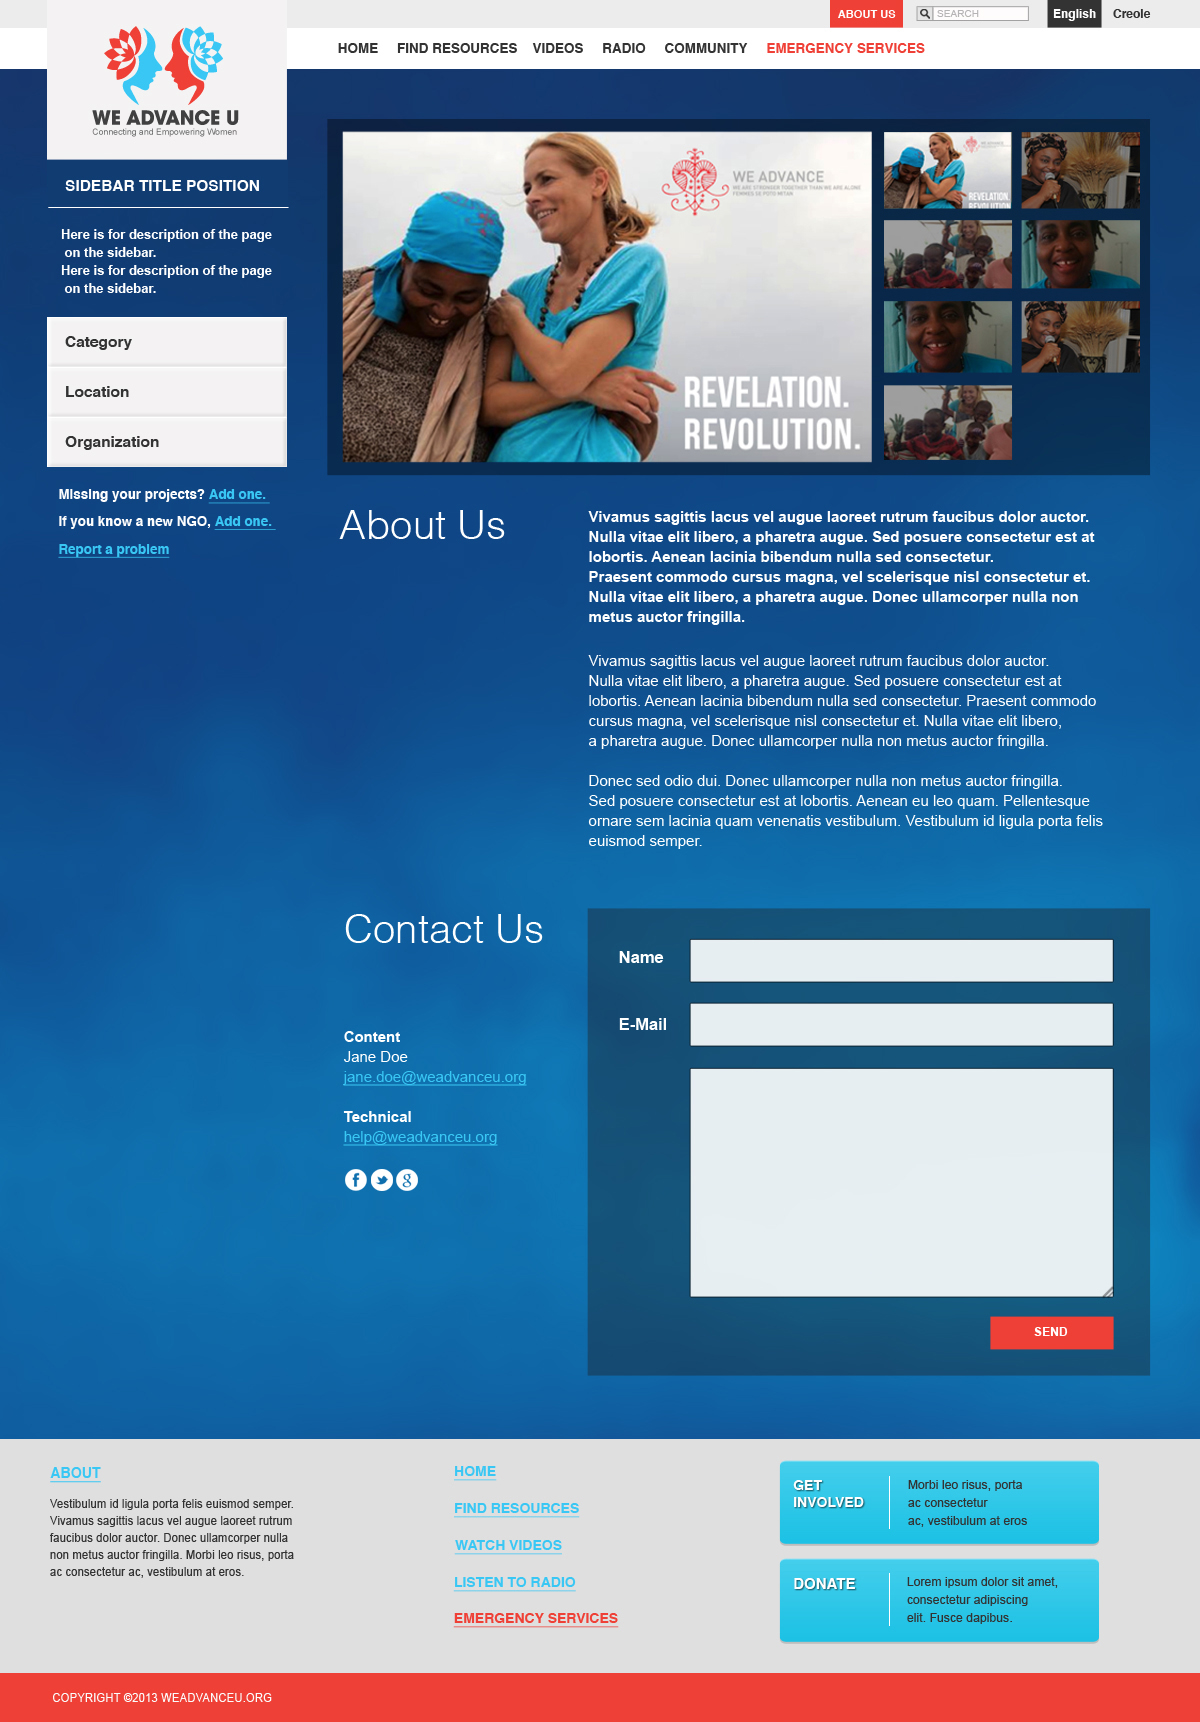 ABOUT US
SEARCH
English
Creole
HOME
FIND RESOURCES
VIDEOS
RADIO
COMMUNITY
EMERGENCY SERVICES
WE ADVANCE U
Connecting and Empowering Women
SIDEBAR TITLE POSITION
Here is for description of the page
on the sidebar.
Here is for description of the page
on the sidebar.
Category
Location
Organization
Missing your projects? Add one.
If you know a new NGO, Add one.
Report a problem
WE ADVANCE
WE ARE STRONGER TOGETHER THAN WE ARE ALONE
REVELATION.
REVOLUTION.
WE ADVANCE
REVELATION.
REVOLUTION.
About Us
Vivamus sagittis lacus vel augue laoreet rutrum faucibus dolor auctor.
Nulla vitae elit libero, a pharetra augue. Sed posuere consectetur est at
lobortis. Aenean lacinia bibendum nulla sed consectetur.
Praesent commodo cursus magna, vel scelerisque nisl consectetur et.
Nulla vitae elit libero, a pharetra augue. Donec ullamcorper nulla non
metus auctor fringilla.
Vivamus sagittis lacus vel augue laoreet rutrum faucibus dolor auctor.
Nulla vitae elit libero, a pharetra augue. Sed posuere consectetur est at
lobortis. Aenean lacinia bibendum nulla sed consectetur. Praesent commodo
cursus magna, vel scelerisque nisl consectetur et. Nulla vitae elit libero,
a pharetra augue. Donec ullamcorper nulla non metus auctor fringilla.
Donec sed odio dui. Donec ullamcorper nulla non metus auctor fringilla.
Sed posuere consectetur est at lobortis. Aenean eu leo quam. Pellentesque
ornare sem lacinia quam venenatis vestibulum. Vestibulum id ligula porta felis
euismod semper.
Contact Us
Content
Jane Doe
jane.doe@weadvanceu.org
Technical
help@weadvanceu.org
Name
E-Mail
SEND
ABOUT
Vestibulum id ligula porta felis euismod semper.
Vivamus sagittis lacus vel augue laoreet rutrum
faucibus dolor auctor. Donec ullamcorper nulla
non metus auctor fringilla. Morbi leo risus, porta
ac consectetur ac, vestibulum at eros.
HOME
FIND RESOURCES
WATCH VIDEOS
LISTEN TO RADIO
EMERGENCY SERVICES
GET
INVOLVED
Morbi leo risus, porta
ac consectetur
ac, vestibulum at eros
DONATE
Lorem ipsum dolor sit amet,
consectetur adipiscing
elit. Fusce dapibus.
COPYRIGHT ©2013 WEADVANCEU.ORG